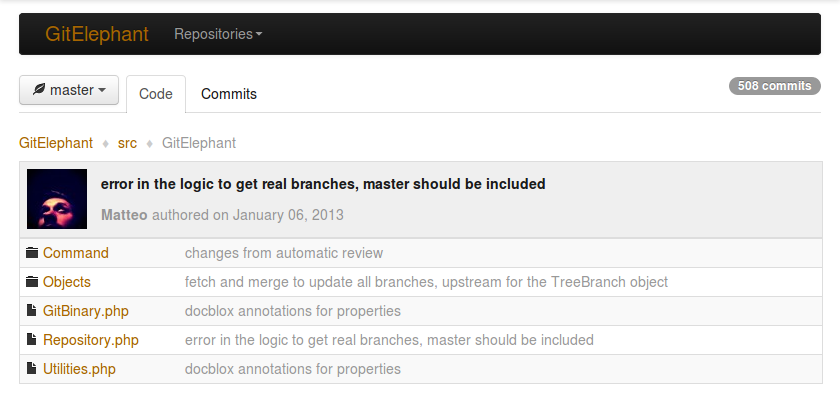 GitElephant Repositories
master Code Commits 508 commits
GitElephant ♦ src ♦ GitElephant
error in the logic to get real branches, master should be included
Matteo authored on January 06, 2013
Command changes from automatic review
Objects fetch and merge to update all branches, upstream for the TreeBranch object
GitBinary.php docblox annotations for properties
Repository.php error in the logic to get real branches, master should be included
Utilities.php docblox annotations for properties